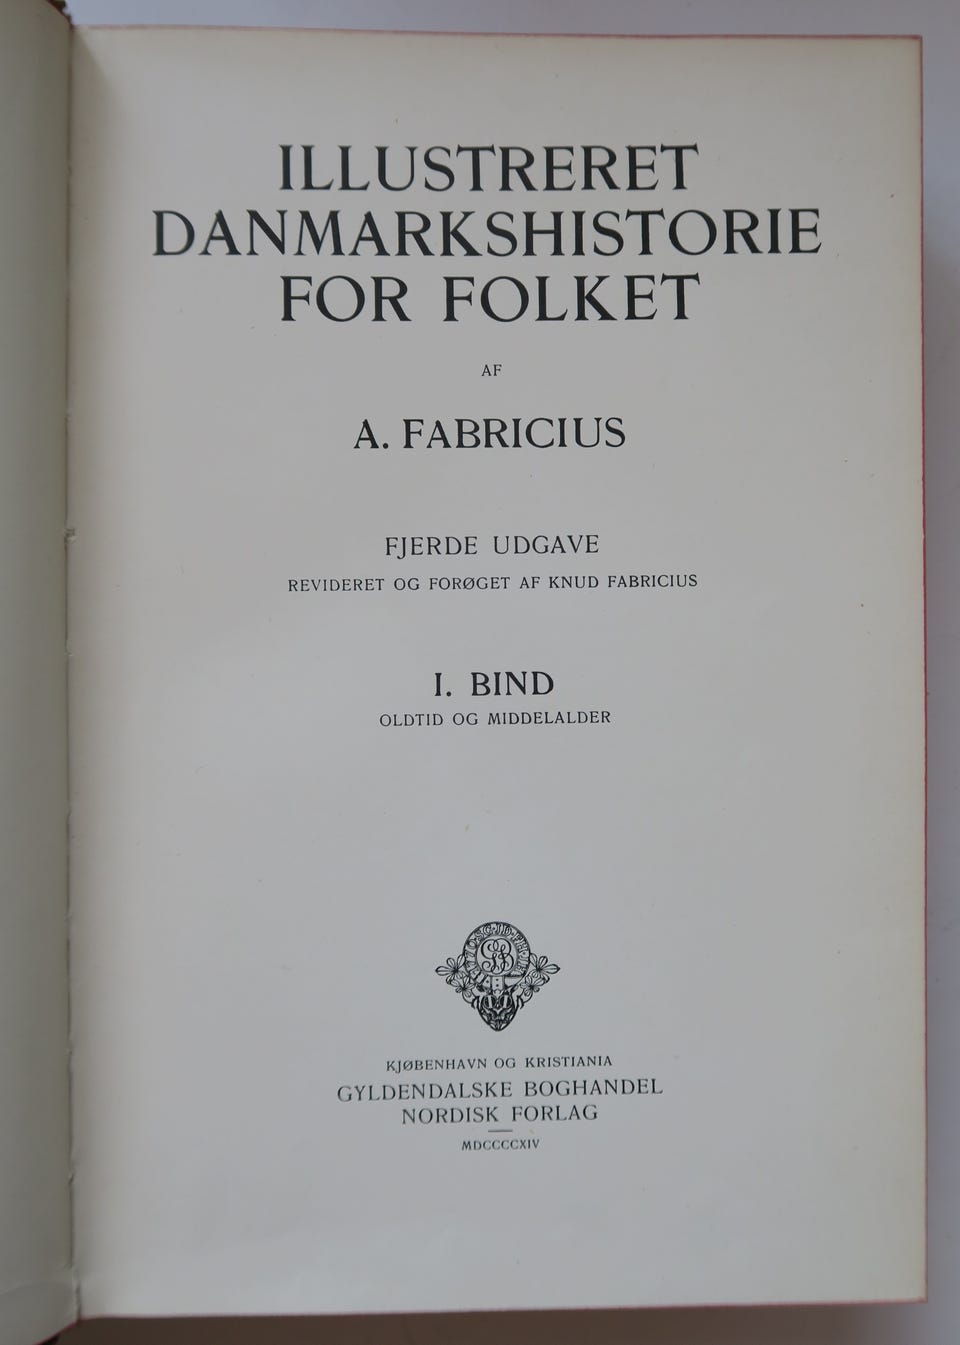 ILLUSTRERET
DANMARKSHISTORIE
FOR FOLKET
AF
A. FABRICIUS
FJERDE UDGAVE
REVIDERET OG FORØGET AF KNUD FABRICIUS
I. BIND
OLDTID OG MIDDELALDER
KJØBENHAVN OG KRISTIANIA
GYLDENDALSKE BOGHANDEL
NORDISK FORLAG
MDCCCCXIV